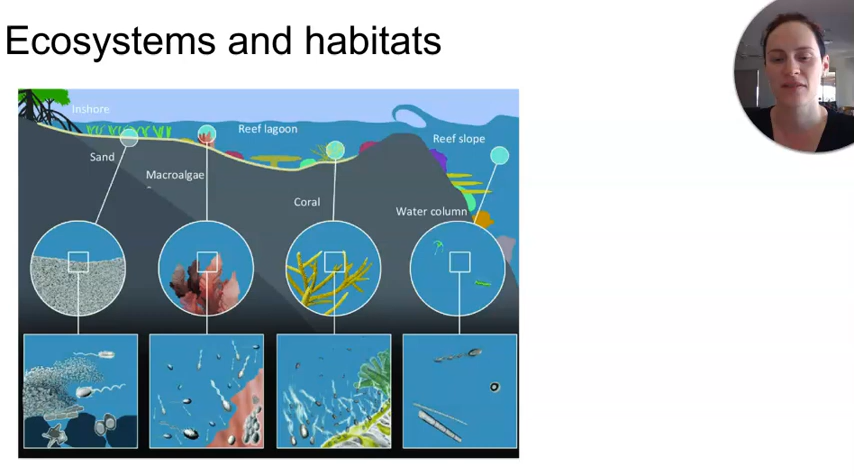 Ecosystems and habitats
Inshore
Reef lagoon
Reef slope
Sand
Macroalgae
Coral
Water column